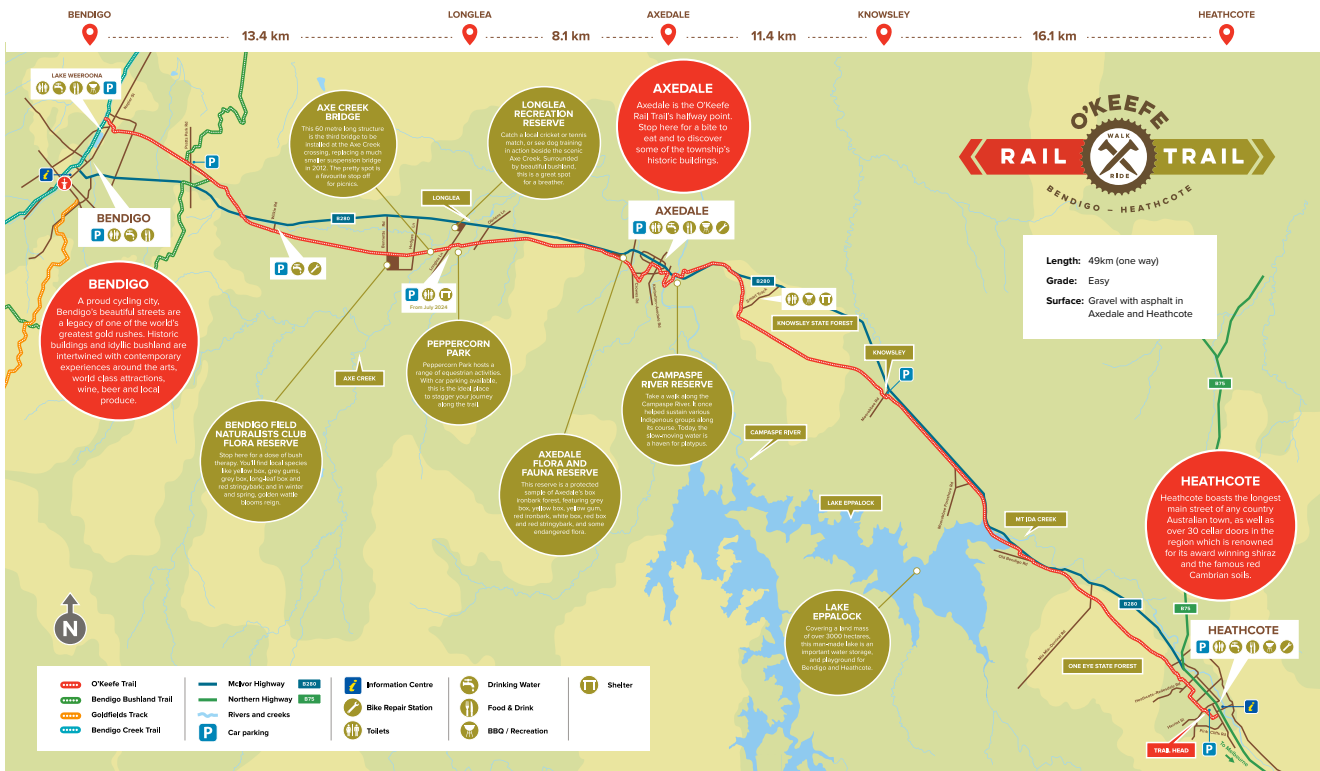 BENDIGO
LONGLEA
AXEDALE
KNOWSLEY
HEATHCOTE
13.4 km
8.1 km
11.4 km
16.1 km
LAKE WEEROONA
P
P
BENDIGO
P
BENDIGO
A proud cycling city,
Bendigo's beautiful streets are
a legacy of one of the world's
greatest gold rushes. Historic
buildings and idyllic bushland are
intertwined with contemporary
experiences around the arts,
world class attractions,
wine, beer and local
produce.
AXE CREEK
BRIDGE
This 60 metre long structure
is the third bridge to be
installed at the Axe Creek
crossing, replacing a much
smaller suspension bridge
in 2012. The pretty spot is
a favourite stop off
for picnics.
LONGLEA
RECREATION
RESERVE
Catch a local cricket or tennis
match, or see dog training
in action beside the scenic
Axe Creek. Surrounded
by beautiful bushland,
this is a great spot
for a breather.
AXEDALE
Axedale is the O'Keefe
Rail Trail's halfway point.
Stop here for a bite to
eat and to discover
some of the township's
historic buildings.
O'KEEFE
WALK
RAIL TRAIL
RIDE
BENDIGO – HEATHCOTE
Length: 49km (one way)
Grade: Easy
Surface: Gravel with asphalt in
Axedale and Heathcote
LONGLEA
B280
P
P
From July 2024
AXEDALE
P
B280
KNOWSLEY STATE FOREST
KNOWSLEY
P
PEPPERCORN
PARK
Peppercorn Park hosts a
range of equestrian activities.
With car parking available,
this is the ideal place
to stagger your journey
along the trail.
AXE CREEK
BENDIGO FIELD
NATURALISTS CLUB
FLORA RESERVE
Stop here for a dose of bush
therapy. You'll find local species
like yellow box, grey gums,
grey box, long-leaf box and
red stringybark; and in winter
and spring, golden wattle
blooms reign.
CAMPASPE
RIVER RESERVE
Take a walk along the
Campaspe River. It once
helped sustain various
Indigenous groups along
its course. Today, the
slow-moving water is
a haven for platypus.
AXEDALE
FLORA AND
FAUNA RESERVE
This reserve is a protected
sample of Axedale's box
ironbark forest, featuring grey
box, yellow box, yellow gum,
red ironbark, white box, red box
and red stringybark, and some
endangered flora.
CAMPASPE RIVER
LAKE EPPALOCK
B75
MT IDA CREEK
Old Bendigo Rd
HEATHCOTE
Heathcote boasts the longest
main street of any country
Australian town, as well as
over 30 cellar doors in the
region which is renowned
for its award winning shiraz
and the famous red
Cambrian soils.
LAKE
EPPALOCK
Covering a land mass
of over 3000 hectares,
this man-made lake is an
important water storage,
and playground for
Bendigo and Heathcote.
B280
B75
HEATHCOTE
P
ONE EYE STATE FOREST
TRAIL HEAD
P
To Melbourne
N
O'Keefe Trail
Bendigo Bushland Trail
Goldfields Track
Bendigo Creek Trail
McIvor Highway B280
Northern Highway B75
Rivers and creeks
P Car parking
i Information Centre
Bike Repair Station
Toilets
Drinking Water
Food & Drink
BBQ / Recreation
Shelter